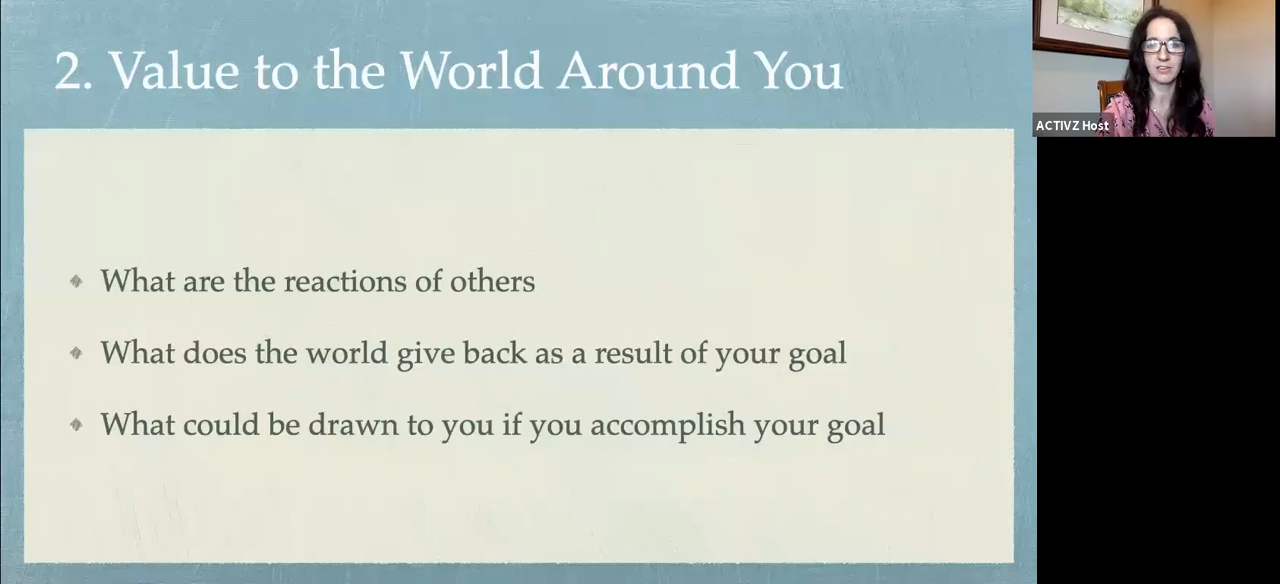 2. Value to the World Around You
ACTIVZ Host
What are the reactions of others
What does the world give back as a result of your goal
What could be drawn to you if you accomplish your goal